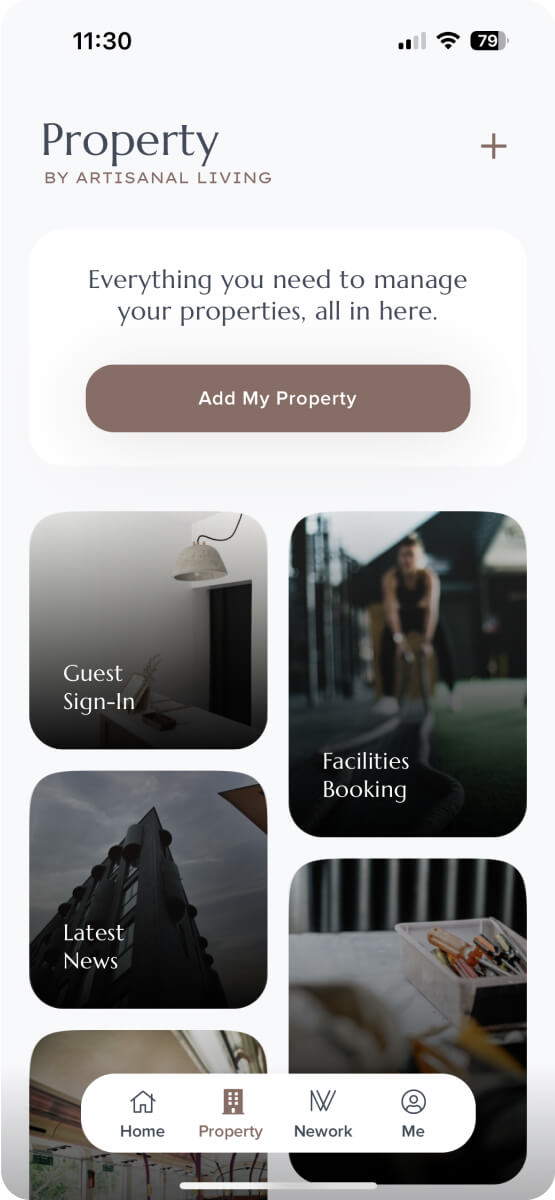 11:30
79
Property
BY ARTISANAL LIVING
+
Everything you need to manage
your properties, all in here.
Add My Property
Guest
Sign-In
Facilities
Booking
Latest
News
Home
Property
Nework
Me